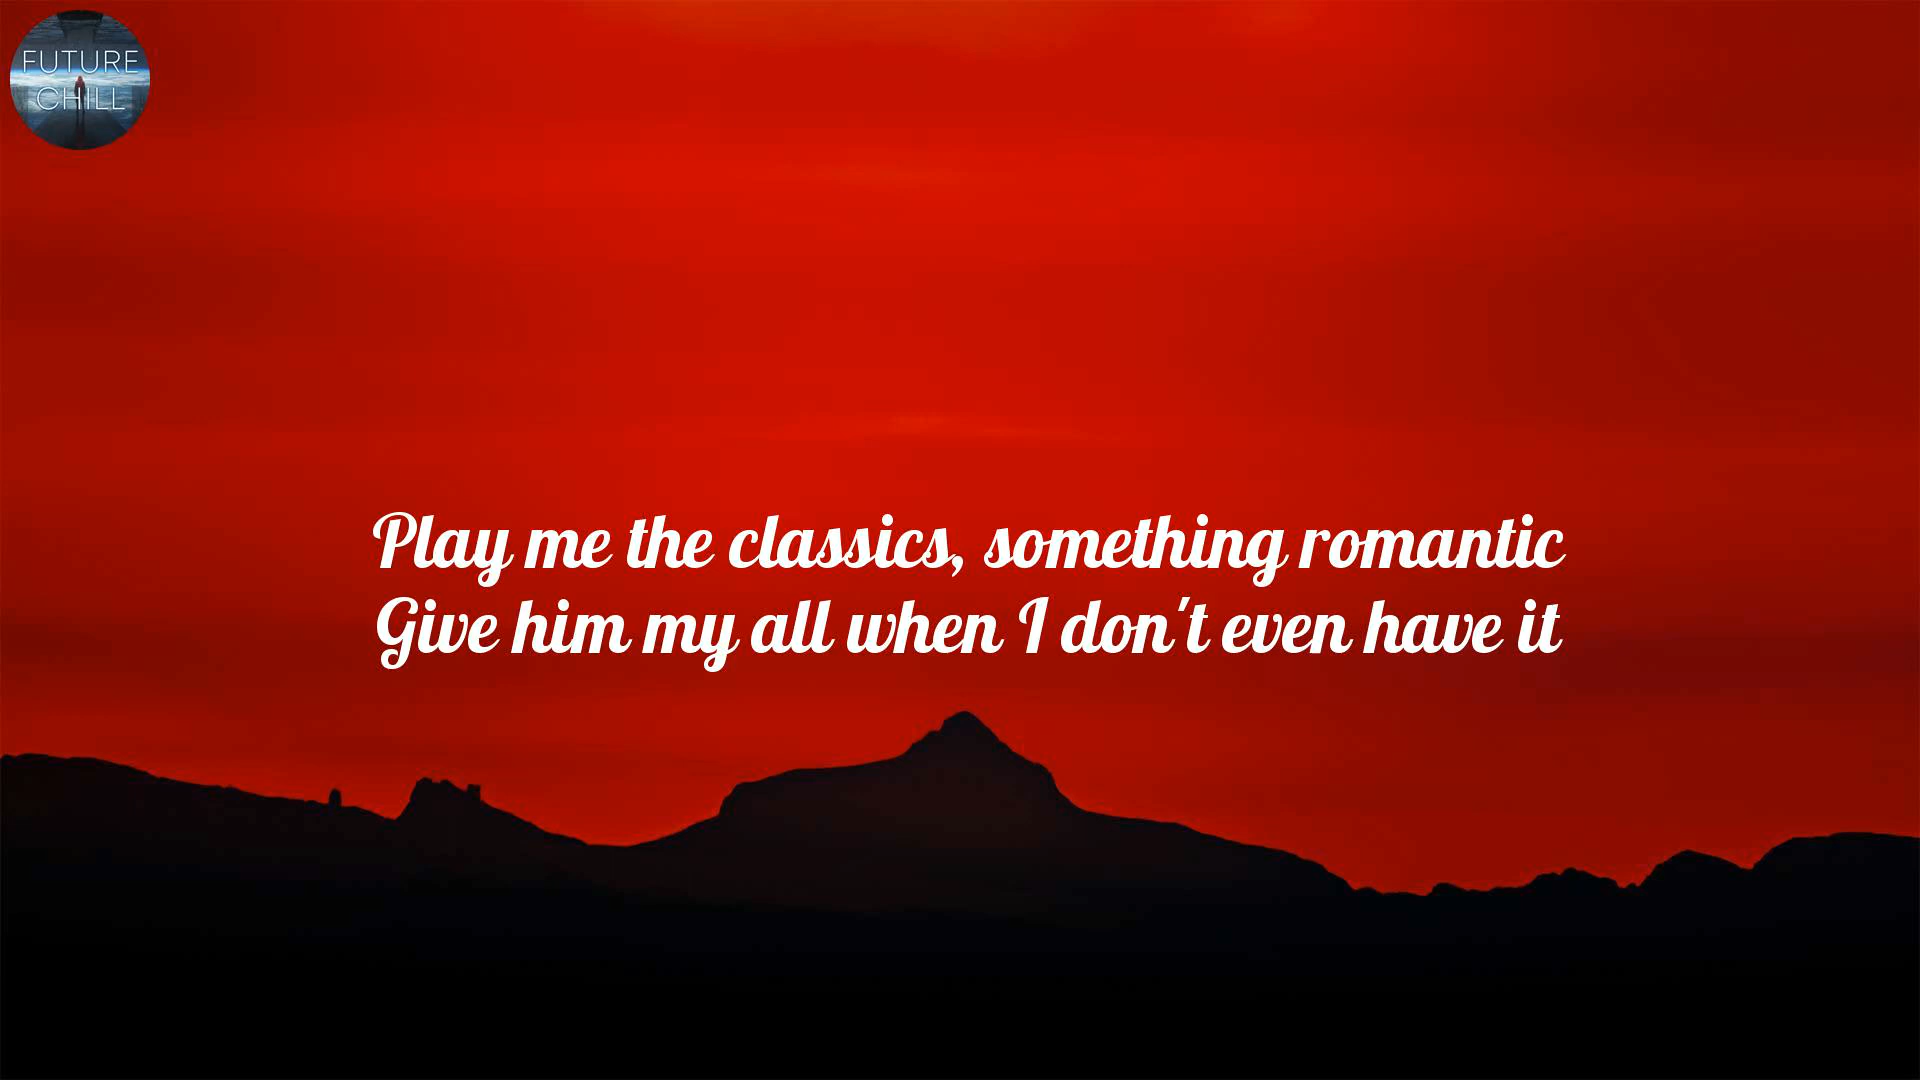 FUTURE
CHILL
Play me the classics, something romantic
Give him my all when I don't even have it